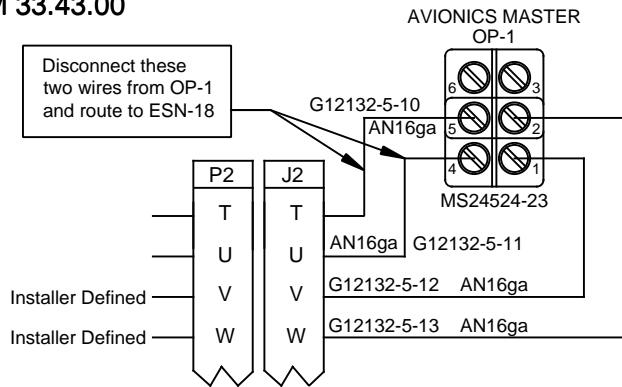 M 33.43.00
AVIONICS MASTER
OP-1
Disconnect these
two wires from OP-1
and route to ESN-18
6
3
G12132-5-10
AN16ga
5
2
4
1
MS24524-23
P2
J2
T
T
AN16ga
G12132-5-11
U
U
G12132-5-12 AN16ga
Installer Defined
V
V
G12132-5-13 AN16ga
Installer Defined
W
W